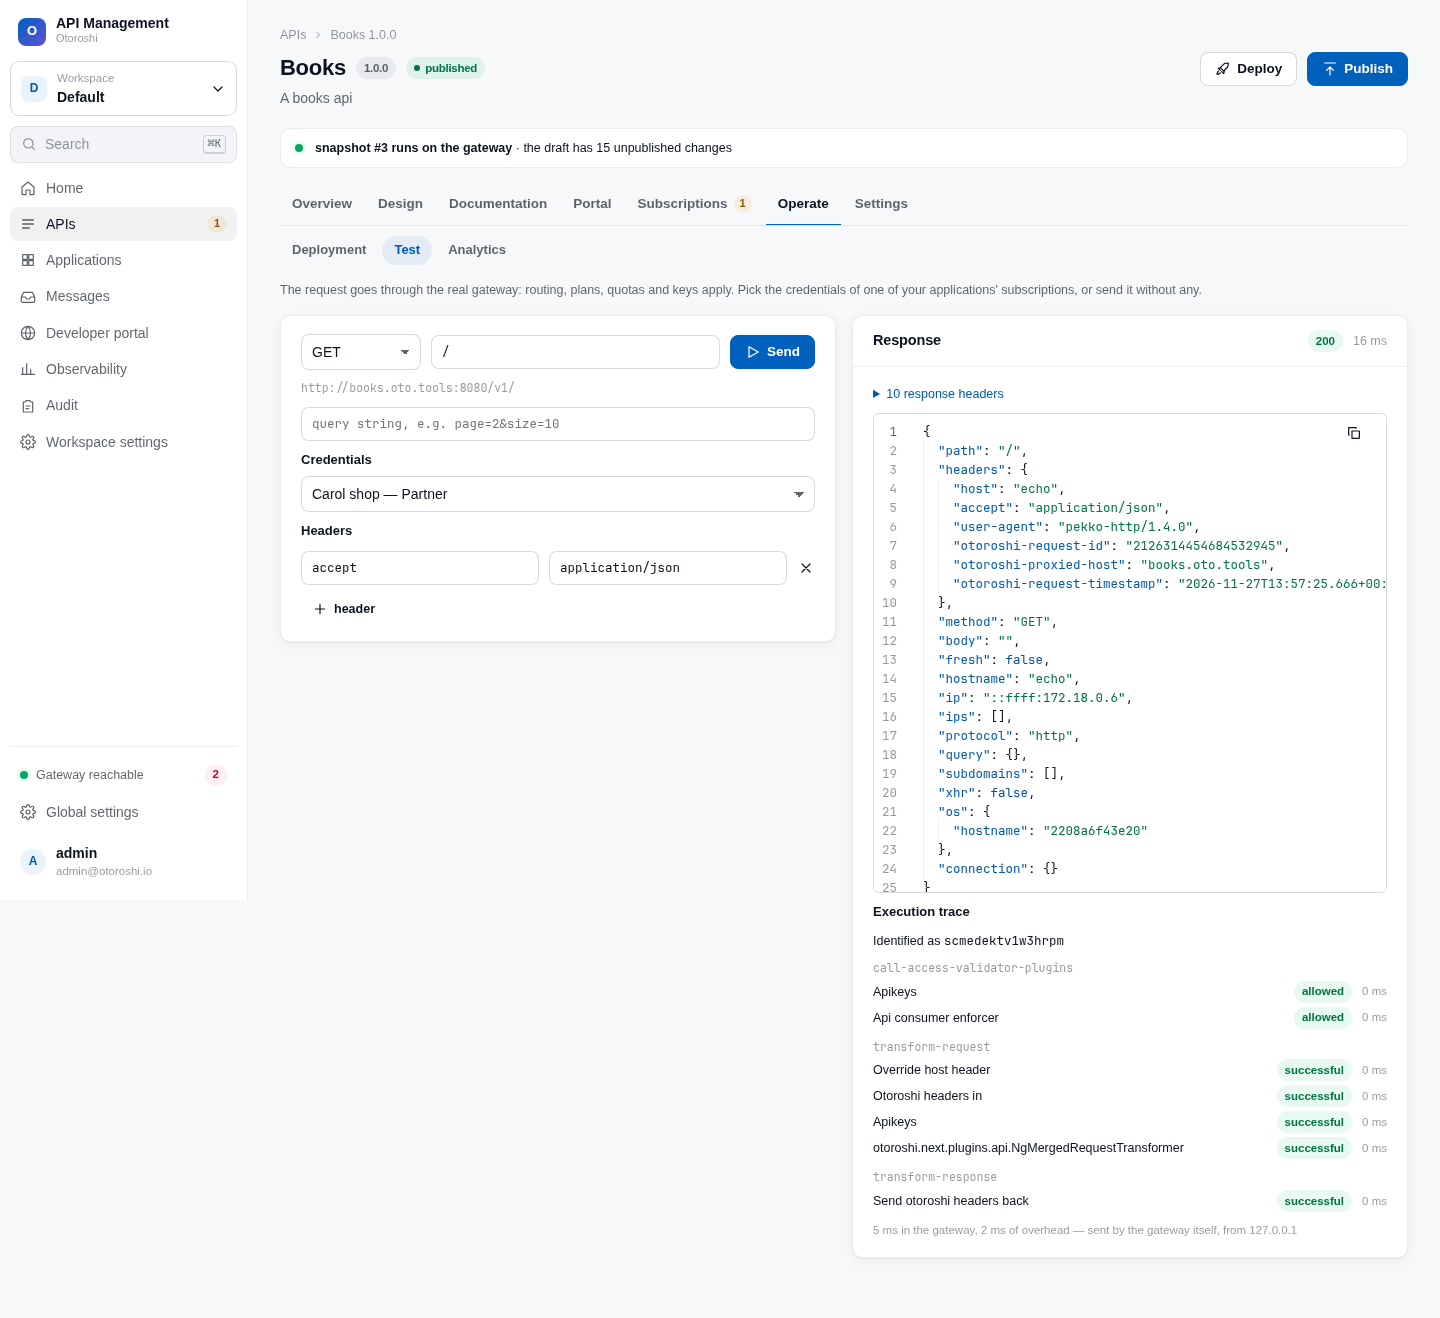 O
API Management
Otoroshi
D
Workspace
Default
Search
⌘K
Home
APIs
1
Applications
Messages
Developer portal
Observability
Audit
Workspace settings
Gateway reachable
2
Global settings
A
admin
admin@otoroshi.io
APIs > Books 1.0.0
Books 1.0.0 published
Deploy
Publish
A books api
snapshot #3 runs on the gateway · the draft has 15 unpublished changes
Overview Design Documentation Portal Subscriptions 1 Operate Settings
Deployment Test Analytics
The request goes through the real gateway: routing, plans, quotas and keys apply. Pick the credentials of one of your applications' subscriptions, or send it without any.
GET / Send
http://books.oto.tools:8080/v1/
query string, e.g. page=2&size=10
Credentials
Carol shop — Partner
Headers
accept application/json
header
Response 200 16 ms
10 response headers
1 {
2 "path": "/",
3 "headers": {
4 "host": "echo",
5 "accept": "application/json",
6 "user-agent": "pekko-http/1.4.0",
7 "otoroshi-request-id": "2126314454684532945",
8 "otoroshi-proxied-host": "books.oto.tools",
9 "otoroshi-request-timestamp": "2026-11-27T13:57:25.666+00:
10 },
11 "method": "GET",
12 "body": "",
13 "fresh": false,
14 "hostname": "echo",
15 "ip": "::ffff:172.18.0.6",
16 "ips": [],
17 "protocol": "http",
18 "query": {},
19 "subdomains": [],
20 "xhr": false,
21 "os": {
22 "hostname": "2208a6f43e20"
23 },
24 "connection": {}
25 }
Execution trace
Identified as scmedektv1w3hrpm
call-access-validator-plugins
Apikeys allowed 0 ms
Api consumer enforcer allowed 0 ms
transform-request
Override host header successful 0 ms
Otoroshi headers in successful 0 ms
Apikeys successful 0 ms
otoroshi.next.plugins.api.NgMergedRequestTransformer successful 0 ms
transform-response
Send otoroshi headers back successful 0 ms
5 ms in the gateway, 2 ms of overhead — sent by the gateway itself, from 127.0.0.1